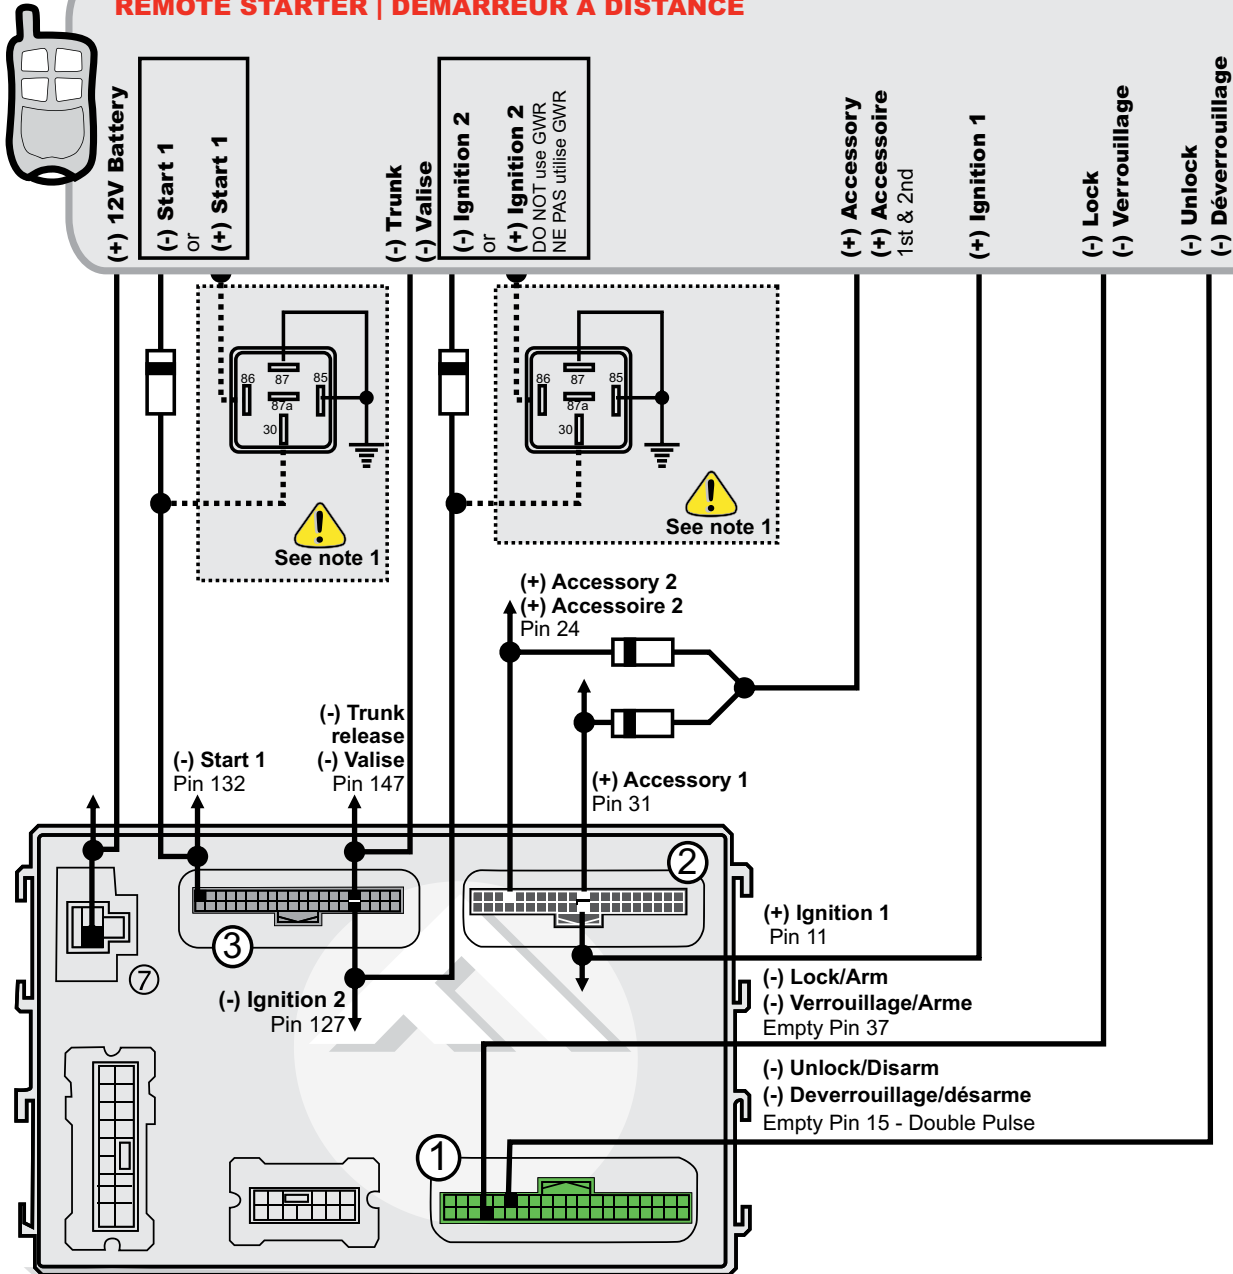 REMOTE STARTER | DÉMARREUR À DISTANCE
(+) 12V Battery
(-) Start 1
or
(+) Start 1
(-) Trunk
(-) Valise
(-) Ignition 2
or
(+) Ignition 2
DO NOT use GWR
NE PAS utilise GWR
(+) Accessory
(+) Accessoire
1st & 2nd
(+) Ignition 1
(-) Lock
(-) Verrouillage
(-) Unlock
(-) Déverrouillage
86
87
85
87a
30
See note 1
86
87
85
87a
30
See note 1
(+) Accessory 2
(+) Accessoire 2
Pin 24
(-) Trunk
release
(-) Valise
Pin 147
(-) Start 1
Pin 132
(+) Accessory 1
Pin 31
2
3
7
(+) Ignition 1
Pin 11
(-) Ignition 2
Pin 127
(-) Lock/Arm
(-) Verrouillage/Arme
Empty Pin 37
(-) Unlock/Disarm
(-) Deverrouillage/désarme
Empty Pin 15 - Double Pulse
1